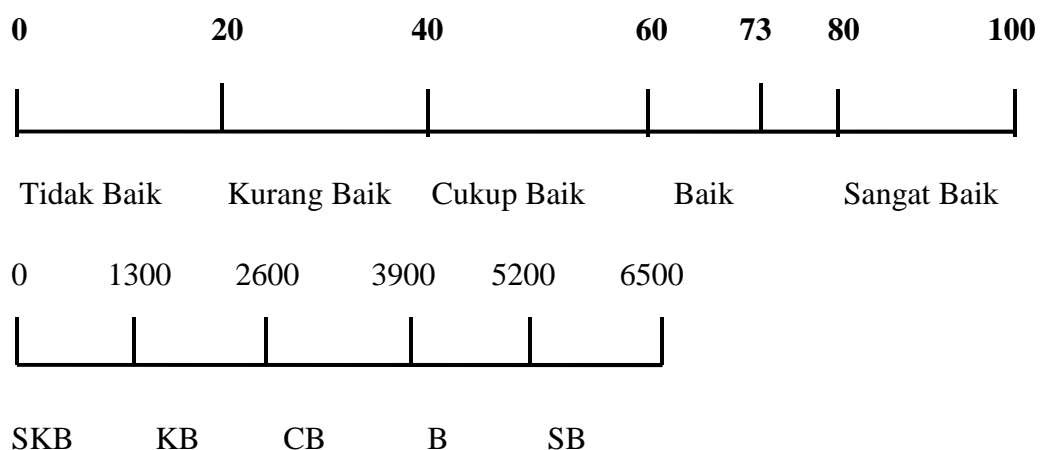 0 20 40 60 73 80 100
Tidak Baik Kurang Baik Cukup Baik Baik Sangat Baik
0 1300 2600 3900 5200 6500
SKB KB CB B SB